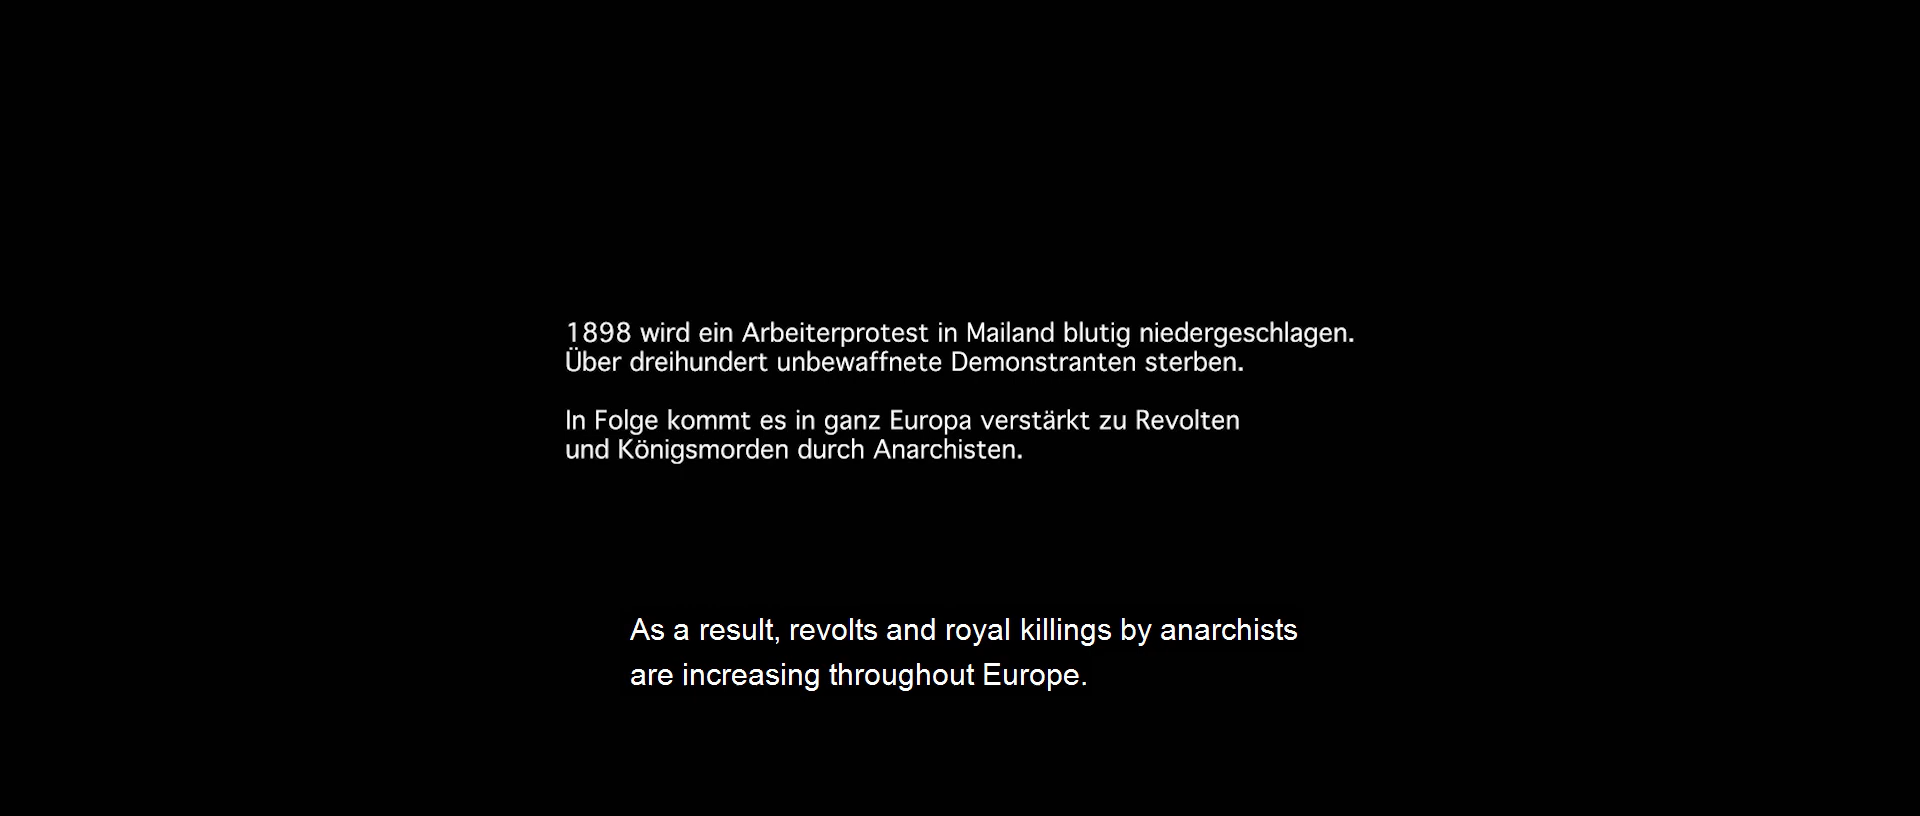 1898 wird ein Arbeiterprotest in Mailand blutig niedergeschlagen.
Über dreihundert unbewaffnete Demonstranten sterben.
In Folge kommt es in ganz Europa verstärkt zu Revolten
und Königsmorden durch Anarchisten.
As a result, revolts and royal killings by anarchists
are increasing throughout Europe.